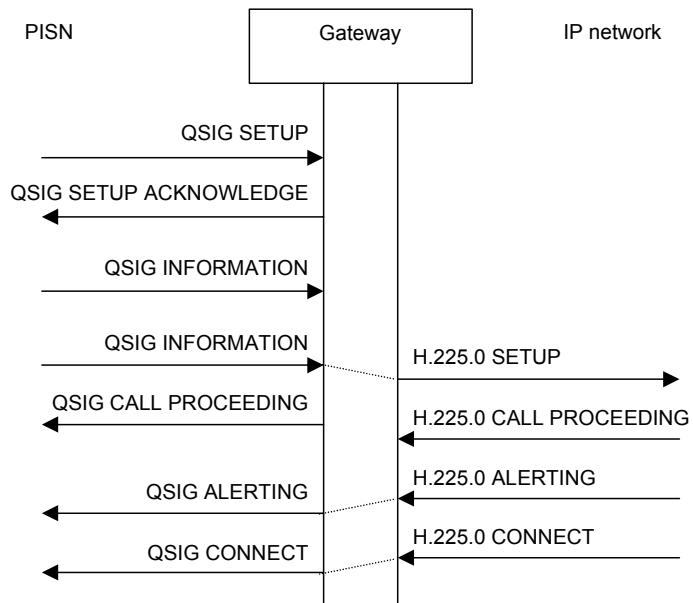 PISN
Gateway
IP network
QSIG SETUP
QSIG SETUP ACKNOWLEDGE
QSIG INFORMATION
QSIG INFORMATION
H.225.0 SETUP
QSIG CALL PROCEEDING
H.225.0 CALL PROCEEDING
QSIG ALERTING
H.225.0 ALERTING
QSIG CONNECT
H.225.0 CONNECT